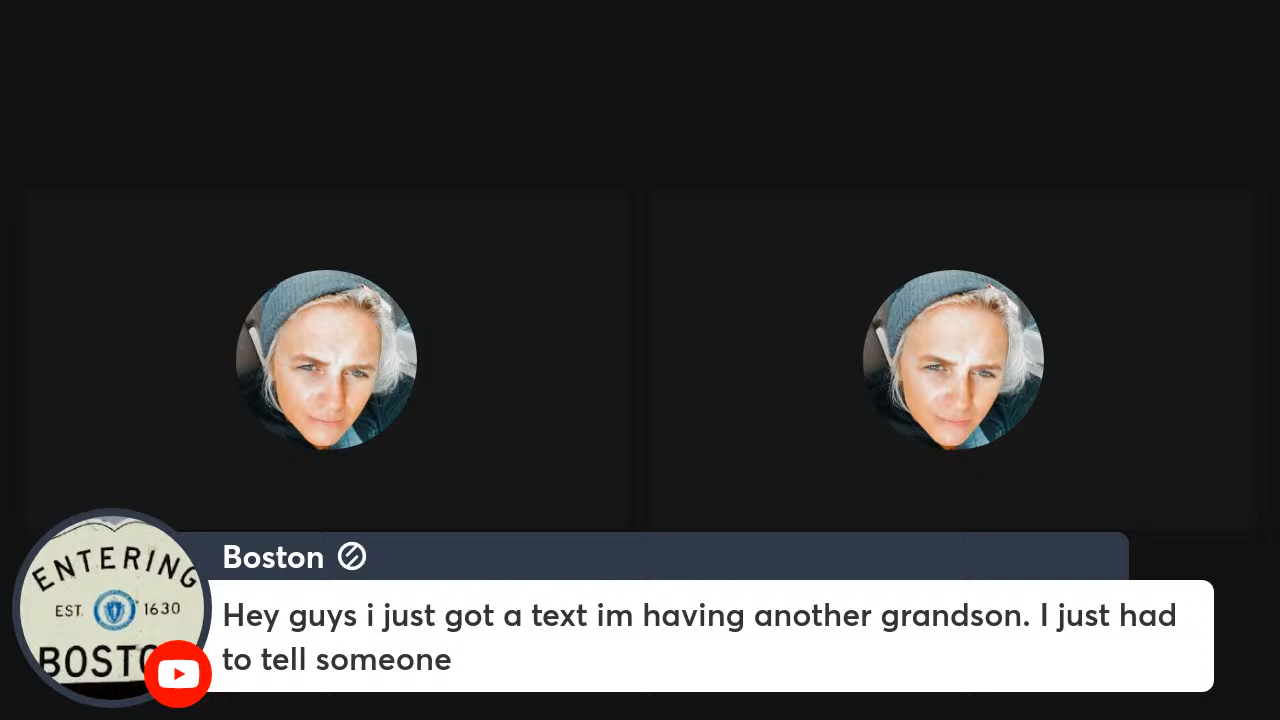 ENTERING
EST. 1630
BOSTO
Boston
Hey guys i just got a text im having another grandson. I just had
to tell someone